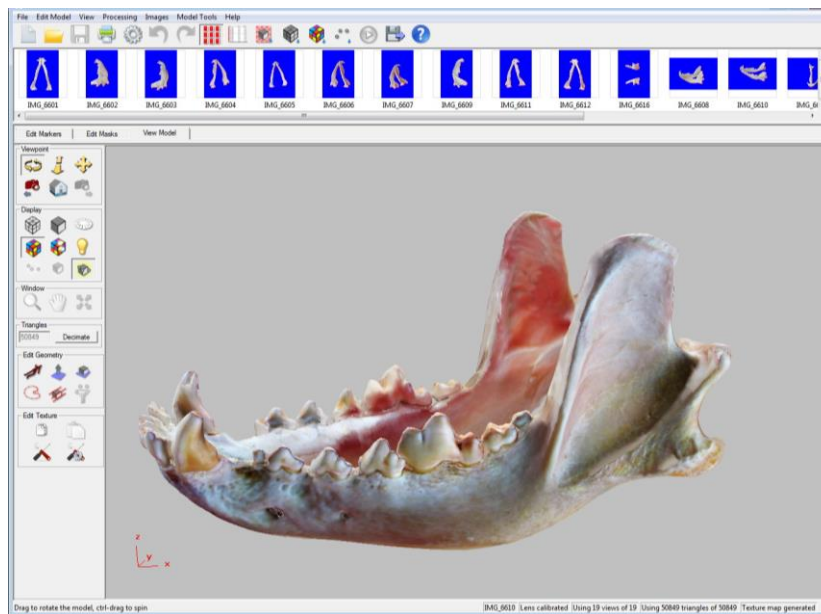 File Edit Model View Processing Images Model Tools Help
IMG_6601 IMG_6602 IMG_6603 IMG_6604 IMG_6605 IMG_6606 IMG_6607 IMG_6609 IMG_6611 IMG_6612 IMG_6616 IMG_6608 IMG_6610
Edit Markers Edit Masks View Model
Viewpoint
Display
Window
Triangles
50849 Decimate
Edit Geometry
Edit Texture
z
y
x
Drag to rotate the model, ctrl-drag to spin IMG_6610 Lens calibrated Using 19 views of 19 Using 50849 triangles of 50849 Texture map generated